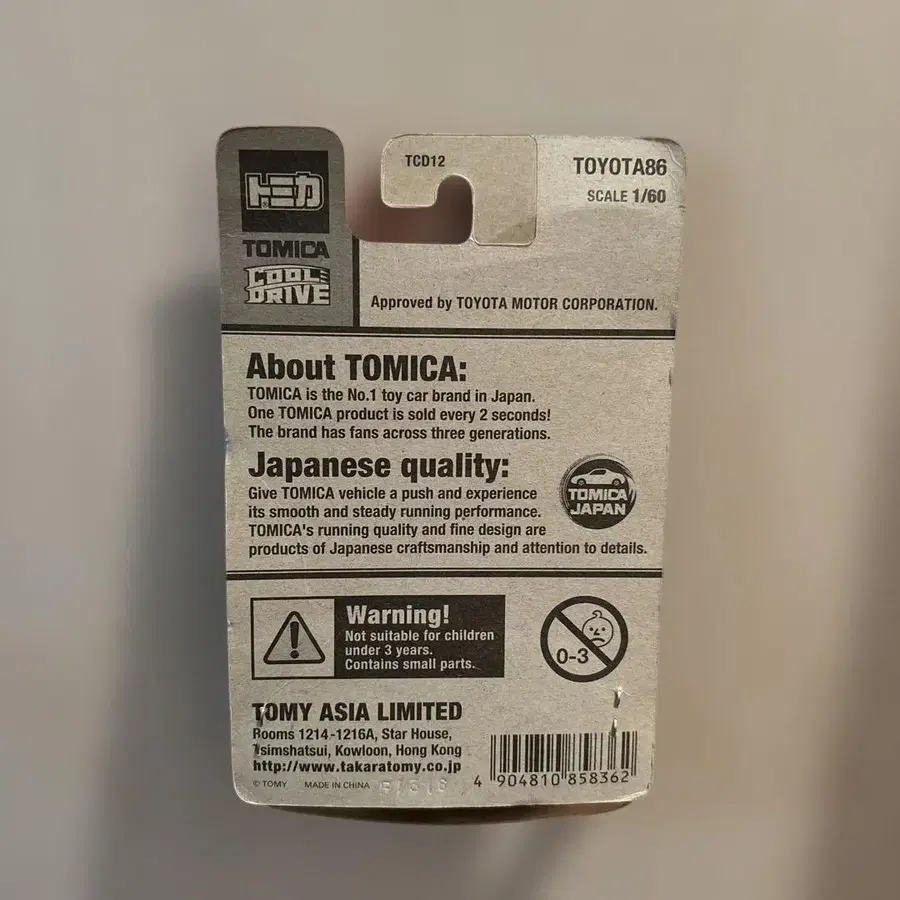 トミカ
TOMICA
COOL
DRIVE
TCD12
TOYOTA86
SCALE 1/60
Approved by TOYOTA MOTOR CORPORATION.
About TOMICA:
TOMICA is the No.1 toy car brand in Japan.
One TOMICA product is sold every 2 seconds!
The brand has fans across three generations.
Japanese quality:
Give TOMICA vehicle a push and experience
its smooth and steady running performance.
TOMICA's running quality and fine design are
products of Japanese craftsmanship and attention to details.
TOMICA
JAPAN
Warning!
Not suitable for children
under 3 years.
Contains small parts.
0-3
TOMY ASIA LIMITED
Rooms 1214-1216A, Star House,
Tsimshatsui, Kowloon, Hong Kong
http://www.takaratomy.co.jp
© TOMY MADE IN CHINA
4 904810 858362